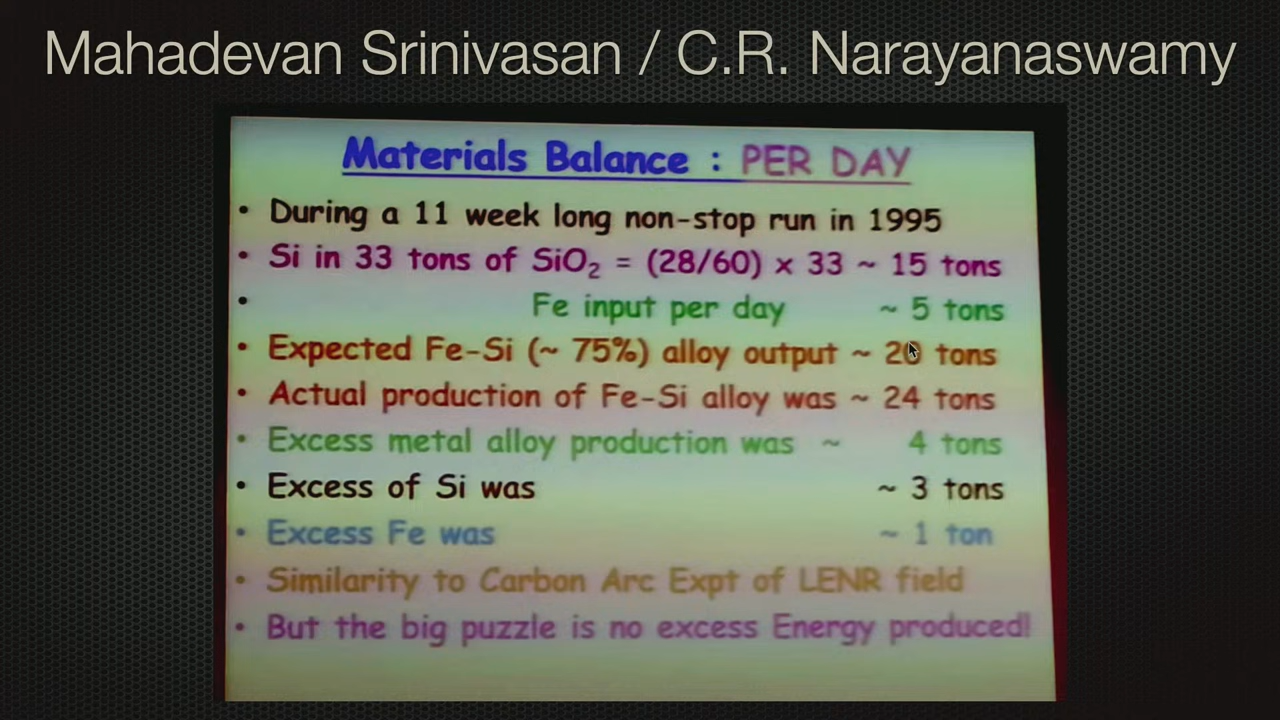 Mahadevan Srinivasan / C.R. Narayanaswamy
Materials Balance : PER DAY
• During a 11 week long non-stop run in 1995
• Si in 33 tons of SiO₂ = (28/60) x 33 ~ 15 tons
• Fe input per day ~ 5 tons
• Expected Fe-Si (~ 75%) alloy output ~ 20 tons
• Actual production of Fe-Si alloy was ~ 24 tons
• Excess metal alloy production was ~ 4 tons
• Excess of Si was ~ 3 tons
• Excess Fe was ~ 1 ton
• Similarity to Carbon Arc Expt of LENR field
• But the big puzzle is no excess Energy produced!